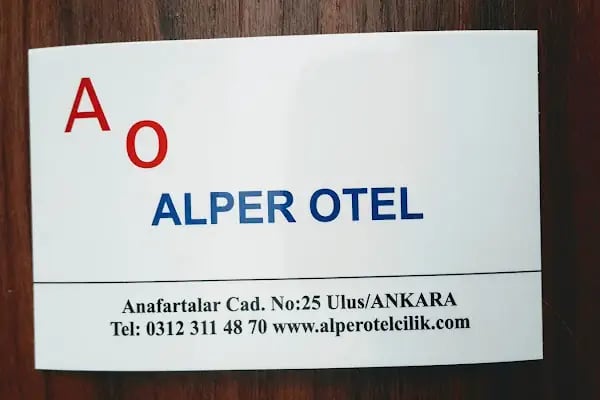 A
O
ALPER OTEL
Anafartalar Cad. No:25 Ulus/ANKARA
Tel: 0312 311 48 70 www.alperotelcilik.com